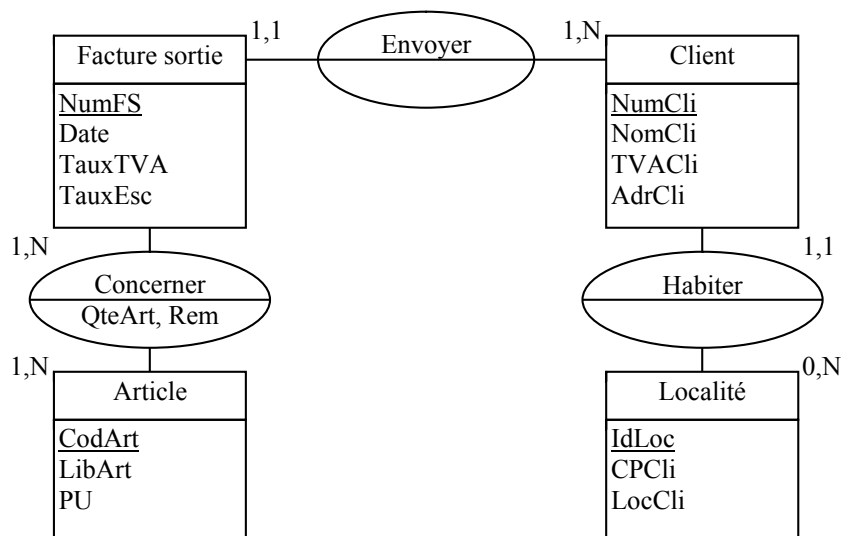 1,1
Envoyer
1,N
Facture sortie
NumFS
Date
TauxTVA
TauxEsc
Client
NumCli
NomCli
TVACli
AdrCli
1,N
Concerner
QteArt, Rem
1,1
Habiter
1,N
Article
CodArt
LibArt
PU
0,N
Localité
IdLoc
CPCli
LocCli